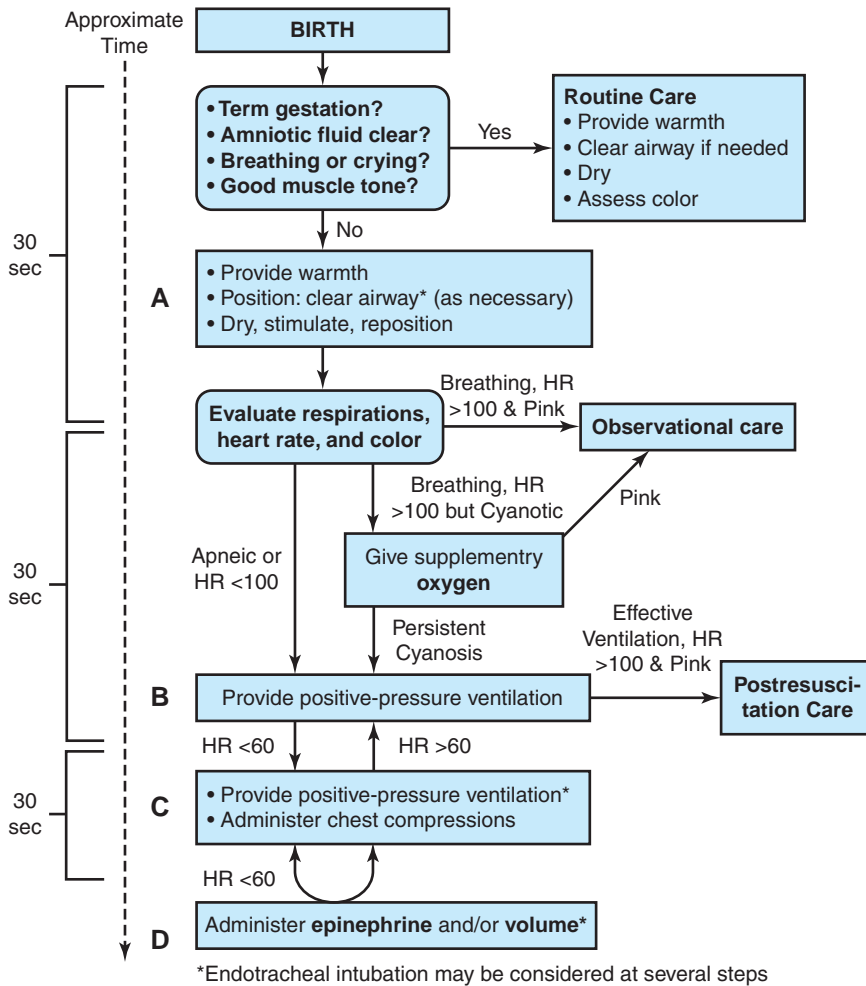 Approximate
Time
BIRTH
• Term gestation?
• Amniotic fluid clear?
• Breathing or crying?
• Good muscle tone?
Yes
Routine Care
• Provide warmth
• Clear airway if needed
• Dry
• Assess color
No
30
sec
A
• Provide warmth
• Position: clear airway* (as necessary)
• Dry, stimulate, reposition
Evaluate respirations,
heart rate, and color
Breathing, HR
>100 & Pink
Observational care
Breathing, HR
>100 but Cyanotic
Pink
Apneic or
HR <100
Give supplementry
oxygen
30
sec
Persistent
Cyanosis
Effective
Ventilation, HR
>100 & Pink
B
Provide positive-pressure ventilation
Postresusci-
tation Care
HR <60
HR >60
30
sec
C
• Provide positive-pressure ventilation*
• Administer chest compressions
HR <60
D
Administer epinephrine and/or volume*
*Endotracheal intubation may be considered at several steps